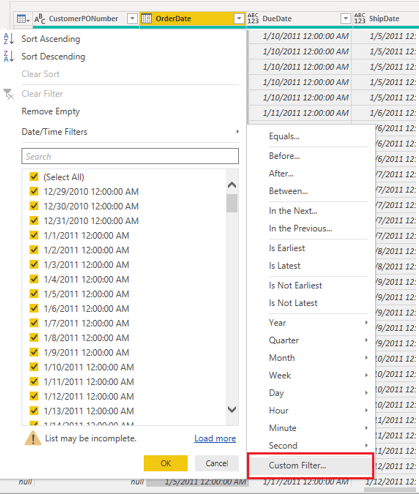 CustomerPONumber OrderDate ABC 123 DueDate ABC 123 ShipDate
Sort Ascending
1/10/2011 12:00:00 AM 1/5/2011 12:
Sort Descending
1/10/2011 12:00:00 AM 1/5/2011 12:
Clear Sort
1/10/2011 12:00:00 AM 1/5/2011 12:
Clear Filter
1/10/2011 12:00:00 AM 1/5/2011 12:
Remove Empty
1/11/2011 12:00:00 AM 1/6/2011 12:
Date/Time Filters
Search
(Select All)
12/29/2010 12:00:00 AM
12/30/2010 12:00:00 AM
12/31/2010 12:00:00 AM
1/1/2011 12:00:00 AM
1/2/2011 12:00:00 AM
1/3/2011 12:00:00 AM
1/4/2011 12:00:00 AM
1/5/2011 12:00:00 AM
1/6/2011 12:00:00 AM
1/7/2011 12:00:00 AM
1/8/2011 12:00:00 AM
1/9/2011 12:00:00 AM
1/10/2011 12:00:00 AM
1/11/2011 12:00:00 AM
1/12/2011 12:00:00 AM
1/13/2011 12:00:00 AM
List may be incomplete. Load more
OK Cancel
Equals...
Before...
After...
Between...
In the Next...
In the Previous...
Is Earliest
Is Latest
Is Not Earliest
Is Not Latest
Year
Quarter
Month
Week
Day
Hour
Minute
Second
Custom Filter...
null null 1/5/2011 12:00:00 AM 1/17/2011 12:00:00 AM 1/12/2011 12: